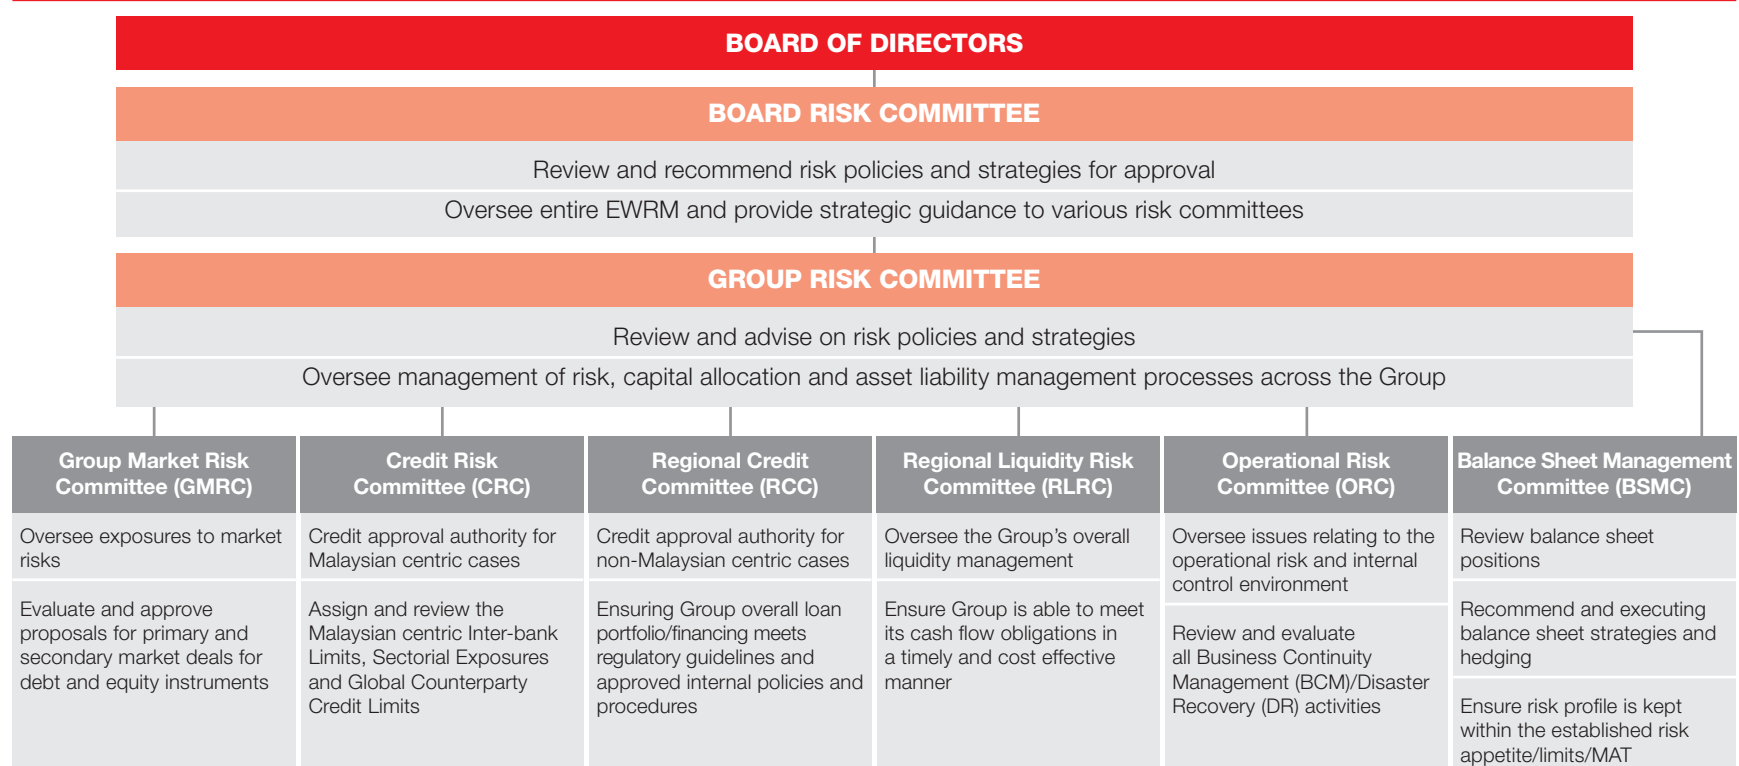 BOARD OF DIRECTORS
BOARD RISK COMMITTEE
Review and recommend risk policies and strategies for approval
Oversee entire EWRM and provide strategic guidance to various risk committees
GROUP RISK COMMITTEE
Review and advise on risk policies and strategies
Oversee management of risk, capital allocation and asset liability management processes across the Group
Group Market Risk
Committee (GMRC)
Oversee exposures to market
risks
Evaluate and approve
proposals for primary and
secondary market deals for
debt and equity instruments
Credit Risk
Committee (CRC)
Credit approval authority for
Malaysian centric cases
Assign and review the
Malaysian centric Inter-bank
Limits, Sectorial Exposures
and Global Counterparty
Credit Limits
Regional Credit
Committee (RCC)
Credit approval authority for
non-Malaysian centric cases
Ensuring Group overall loan
portfolio/financing meets
regulatory guidelines and
approved internal policies and
procedures
Regional Liquidity Risk
Committee (RLRC)
Oversee the Group’s overall
liquidity management
Ensure Group is able to meet
its cash flow obligations in
a timely and cost effective
manner
Operational Risk
Committee (ORC)
Oversee issues relating to the
operational risk and internal
control environment
Review and evaluate
all Business Continuity
Management (BCM)/Disaster
Recovery (DR) activities
Balance Sheet Management
Committee (BSMC)
Review balance sheet
positions
Recommend and executing
balance sheet strategies and
hedging
Ensure risk profile is kept
within the established risk
appetite/limits/MAT